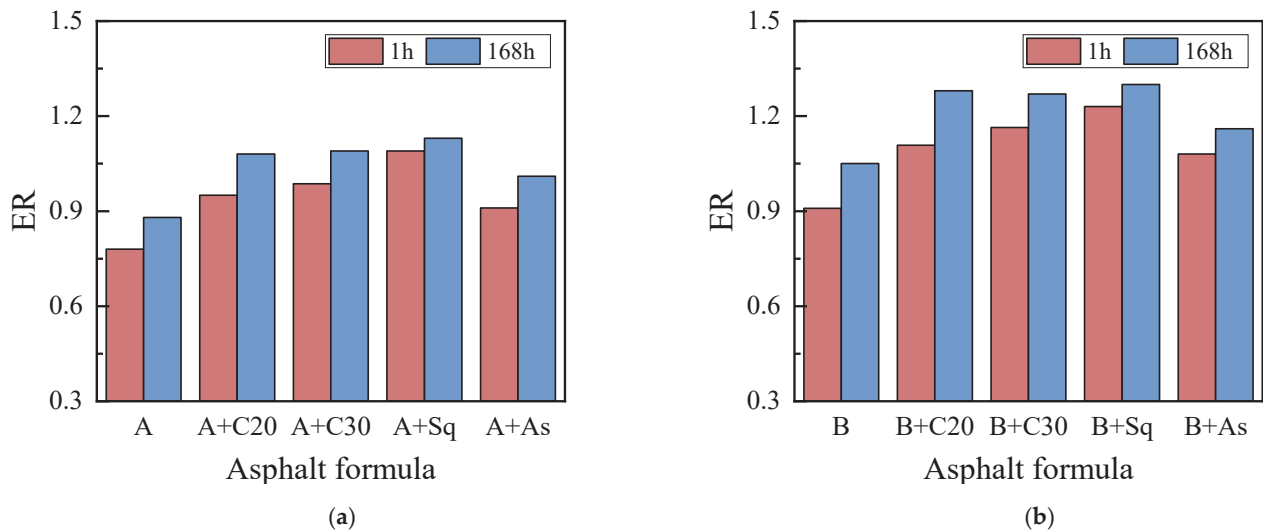 1.5
1.2
0.9
0.6
0.3
ER
1h 168h
A A+C20 A+C30 A+Sq A+As
Asphalt formula
(a)
1.5
1.2
0.9
0.6
0.3
ER
1h 168h
B B+C20 B+C30 B+Sq B+As
Asphalt formula
(b)